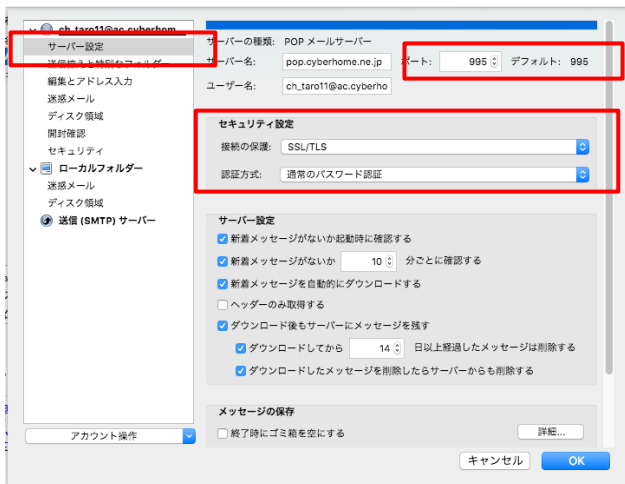 ch_taro11@ac.cyberhom...
サーバー設定
送信控えと特別なフォルダー
編集とアドレス入力
迷惑メール
ディスク領域
開封確認
セキュリティ
ローカルフォルダー
迷惑メール
ディスク領域
送信 (SMTP) サーバー
アカウント操作
サーバーの種類: POP メールサーバー
サーバー名: pop.cyberhome.ne.jp ポート: 995 デフォルト: 995
ユーザー名: ch_taro11@ac.cyberho
セキュリティ設定
接続の保護: SSL/TLS
認証方式: 通常のパスワード認証
サーバー設定
新着メッセージがないか起動時に確認する
新着メッセージがないか 10 分ごとに確認する
新着メッセージを自動的にダウンロードする
ヘッダーのみ取得する
ダウンロード後もサーバーにメッセージを残す
ダウンロードしてから 14 日以上経過したメッセージは削除する
ダウンロードしたメッセージを削除したらサーバーからも削除する
メッセージの保存
終了時にゴミ箱を空にする 詳細...
キャンセル OK